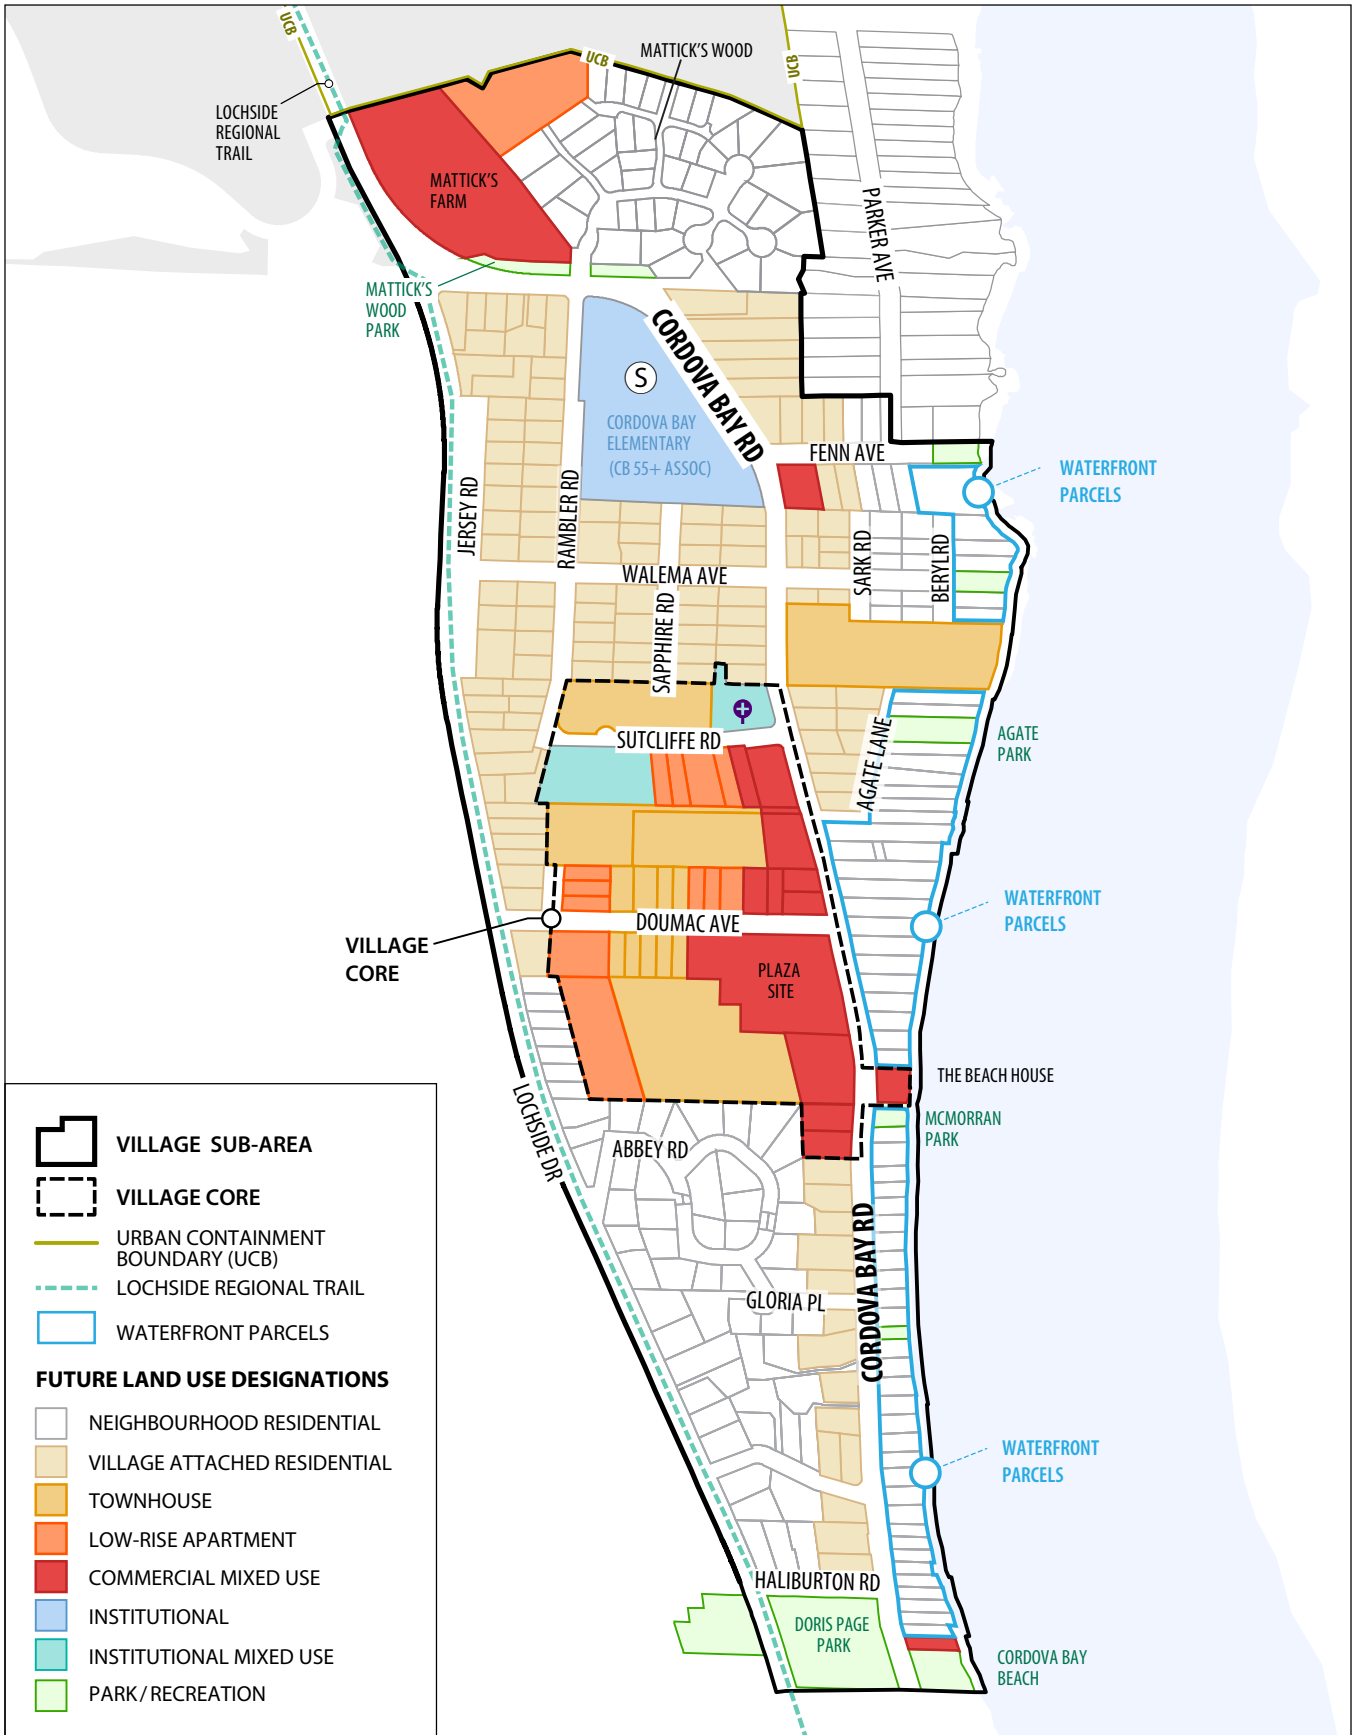 UCB
UCB
UCB
MATTICK'S WOOD
LOCHSIDE
REGIONAL
TRAIL
MATTICK'S
FARM
PARKER AVE
MATTICK'S
WOOD
PARK
CORDOVA BAY RD
S
CORDOVA BAY
ELEMENTARY
(CB 55+ ASSOC)
FENN AVE
WATERFRONT
PARCELS
JERSEY RD
RAMBLER RD
SARK RD
BERYL RD
WALEMA AVE
SAPPHIRE RD
SUTCLIFFE RD
AGATE LANE
AGATE
PARK
DOUMAC AVE
WATERFRONT
PARCELS
VILLAGE
CORE
PLAZA
SITE
THE BEACH HOUSE
LOCHSIDE DR
MCMORRAN
PARK
ABBEY RD
CORDOVA BAY RD
GLORIA PL
WATERFRONT
PARCELS
HALIBURTON RD
DORIS PAGE
PARK
CORDOVA BAY
BEACH
VILLAGE SUB-AREA
VILLAGE CORE
URBAN CONTAINMENT
BOUNDARY (UCB)
LOCHSIDE REGIONAL TRAIL
WATERFRONT PARCELS
FUTURE LAND USE DESIGNATIONS
NEIGHBOURHOOD RESIDENTIAL
VILLAGE ATTACHED RESIDENTIAL
TOWNHOUSE
LOW-RISE APARTMENT
COMMERCIAL MIXED USE
INSTITUTIONAL
INSTITUTIONAL MIXED USE
PARK/RECREATION